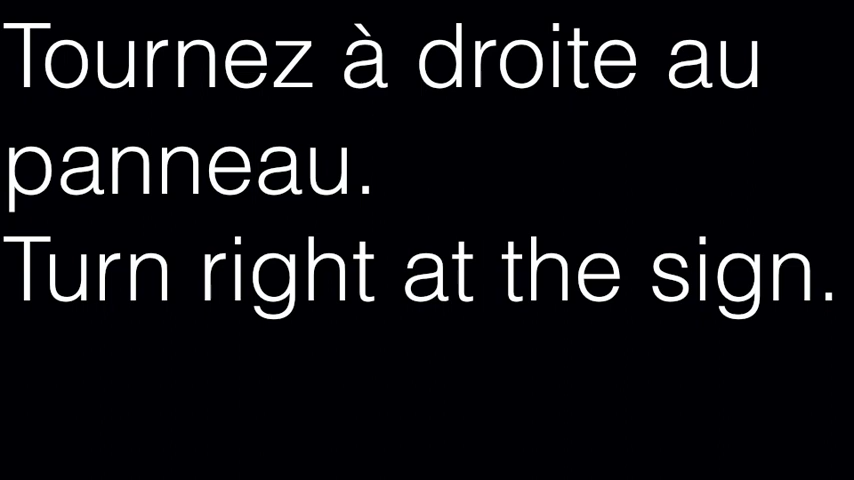 Tournez à droite au
panneau.
Turn right at the sign.